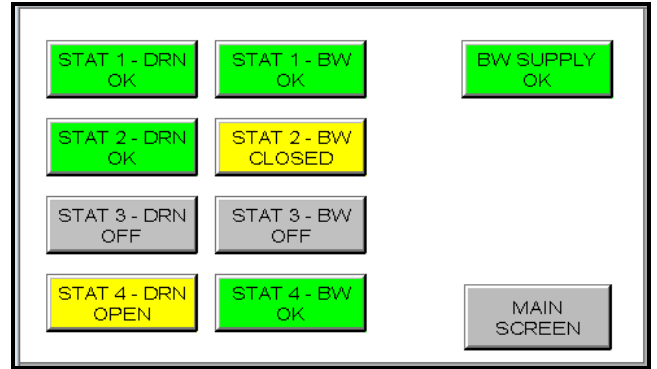 STAT 1 - DRN
OK
STAT 1 - BW
OK
BW SUPPLY
OK
STAT 2 - DRN
OK
STAT 2 - BW
CLOSED
STAT 3 - DRN
OFF
STAT 3 - BW
OFF
STAT 4 - DRN
OPEN
STAT 4 - BW
OK
MAIN
SCREEN